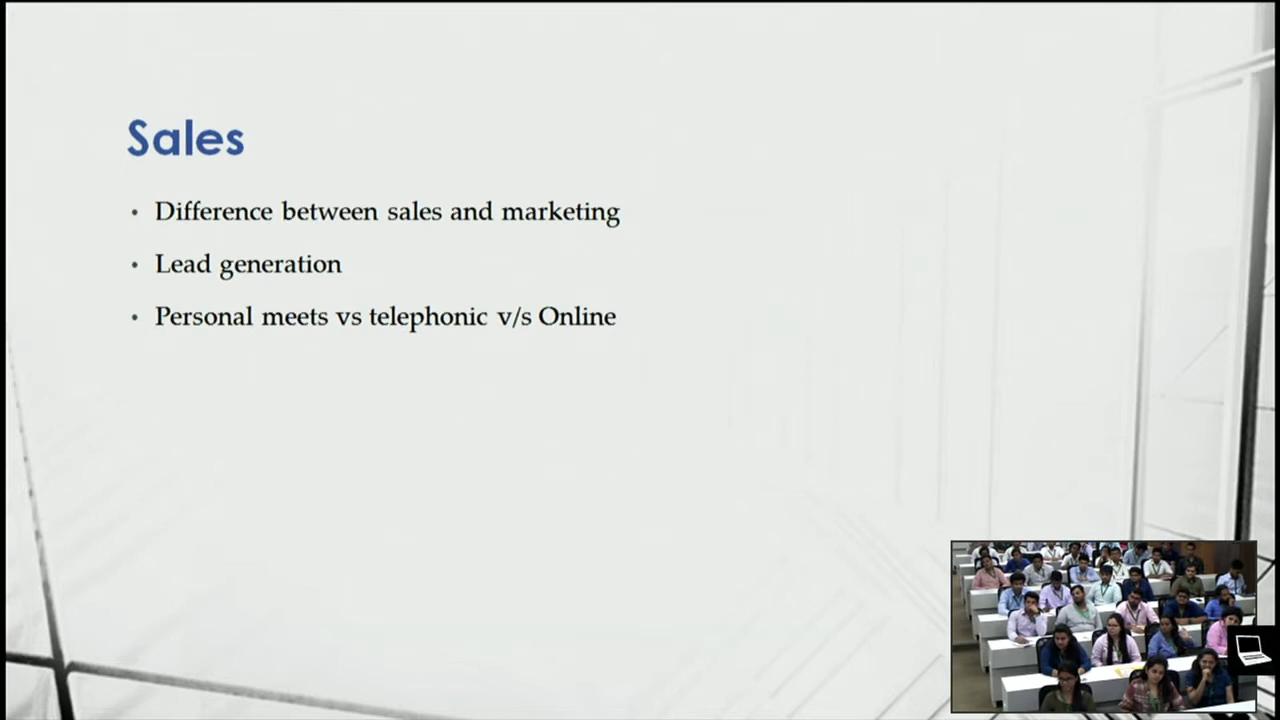 Sales
• Difference between sales and marketing
• Lead generation
• Personal meets vs telephonic v/s Online